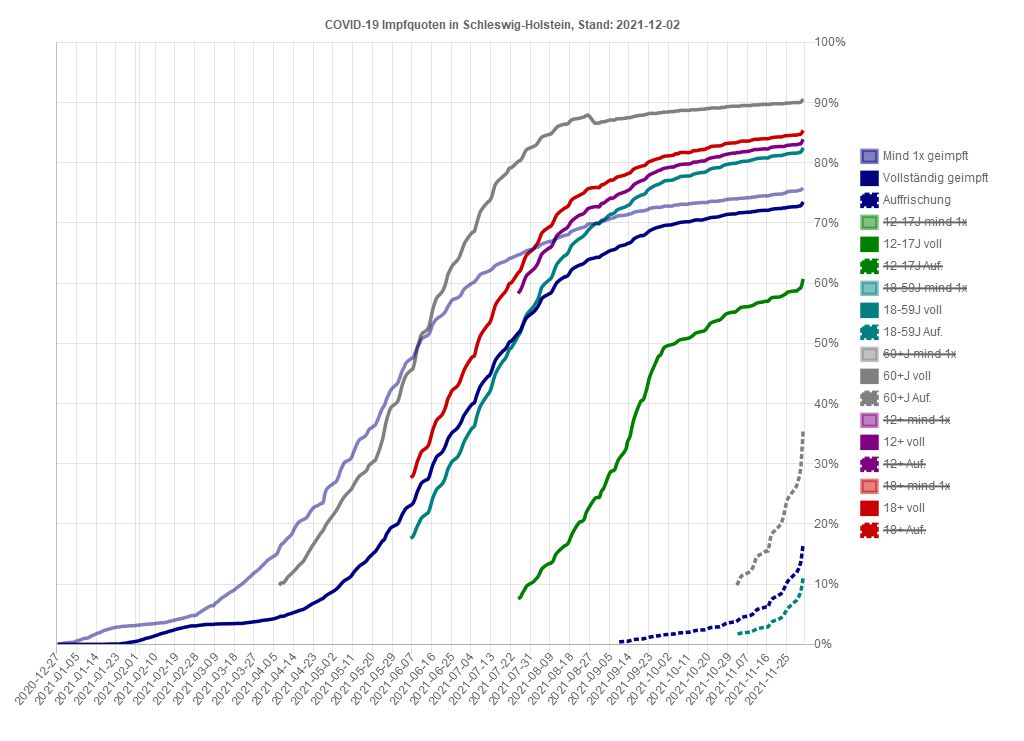 COVID-19 Impfquoten in Schleswig-Holstein, Stand: 2021-12-02
100%
90%
80%
70%
60%
50%
40%
30%
20%
10%
0%
Mind 1x geimpft
Vollständig geimpft
Auffrischung
12-17J mind 1x
12-17J voll
12-17J Auf.
18-59J mind 1x
18-59J voll
18-59J Auf.
60+J mind 1x
60+J voll
60+J Auf.
12+ mind 1x
12+ voll
12+ Auf.
18+ mind 1x
18+ voll
18+ Auf.
2020-12-27
2021-01-05
2021-01-14
2021-01-23
2021-02-01
2021-02-10
2021-02-19
2021-02-28
2021-03-09
2021-03-18
2021-03-27
2021-04-05
2021-04-14
2021-04-23
2021-05-02
2021-05-11
2021-05-20
2021-05-29
2021-06-07
2021-06-16
2021-06-25
2021-07-04
2021-07-13
2021-07-22
2021-07-31
2021-08-09
2021-08-18
2021-08-27
2021-09-05
2021-09-14
2021-09-23
2021-10-02
2021-10-11
2021-10-20
2021-10-29
2021-11-07
2021-11-16
2021-11-25